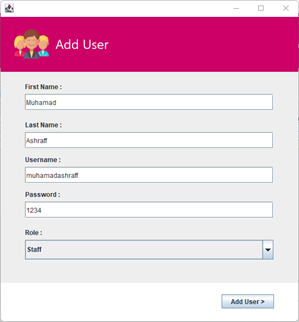 Add User
First Name :
Muhamad
Last Name :
Ashraff
Username :
muhamadashraff
Password :
1234
Role :
Staff
Add User >